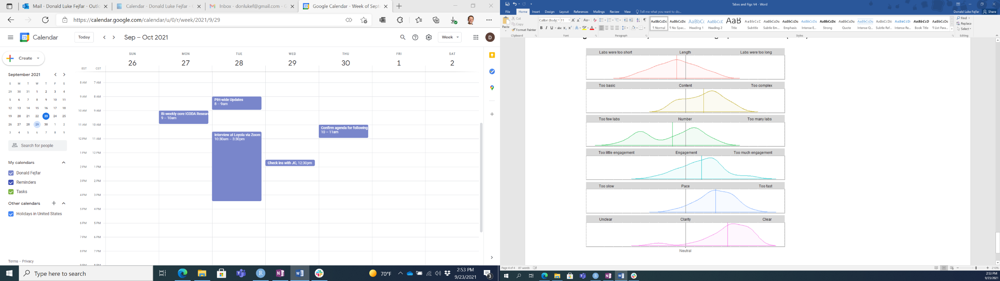 Mail - Donald Luke Fejfar - Outlo
Calendar - Donald Luke Fejfar - O
Inbox - donlukef@gmail.com - G
Google Calendar - Week of Sept
https://calendar.google.com/calendar/u/0/r/week/2021/9/29
Calendar
Today
Sep – Oct 2021
Week
D
Create
SUN MON TUE WED THU FRI SAT
26 27 28 29 30 1 2
EST CST
September 2021
S M T W T F S
29 30 31 1 2 3 4
5 6 7 8 9 10 11
12 13 14 15 16 17 18
19 20 21 22 23 24 25
26 27 28 29 30 1 2
3 4 5 6 7 8 9
Search for people
My calendars
Donald Fejfar
Reminders
Tasks
Other calendars
Holidays in United States
Terms – Privacy
8 AM 7 AM
9 AM 8 AM
10 AM 9 AM
11 AM 10 AM
12 PM 11 AM
1 PM 12 PM
2 PM 1 PM
3 PM 2 PM
4 PM 3 PM
5 PM 4 PM
6 PM 5 PM
7 PM 6 PM
8 PM 7 PM
Bi-weekly core ICODA Resear
9 – 10am
PIH-wide Updates
8 – 9am
Interview at Loyola via Zoom
10:30am – 3:30pm
Check ins with JC, 12:30pm
Confirm agenda for following
10 – 11am
Type here to search
70°F
2:53 PM
9/23/2021
3
Tabes and Figs V4 - Word
File Home Insert Design Layout References Mailings Review View Tell me what you want to do...
Donald Luke Fejfar Share
Paste
Cut
Copy
Format Painter
Clipboard
Calibri (Body) 11
Font
Paragraph
AaBbCcDc AaBbCcDc AaBbCc AaBbCcC AaB AaBbCcC AaBbCcDc AaBbCcDc AaBbCcDc AaBbCcDc AaBbCcDc AaBbCcDc AaBbCcDc AaBbCcDc AaBbCcD AaBbCcDc
¶ Normal ¶ No Spac... Heading 1 Heading 2 Title Subtitle Subtle Em... Emphasis Intense E... Strong Quote Intense Q... Subtle Ref... Intense Re... Book Title ¶ List Para...
Styles
Find
Replace
Select
Editing
Labs were too short Length Labs were too long
Too basic Content Too complex
Too few labs Number Too many labs
Too little engagement Engagement Too much engagement
Too slow Pace Too fast
Unclear Clarity Clear
Neutral
Page 4 of 4 87 words
210%
2:53 PM
9/23/2021